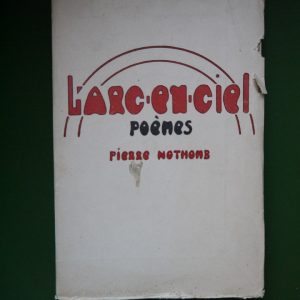 L'ARC-EN-CIEL
POÈMES
PIERRE NOTHOMB